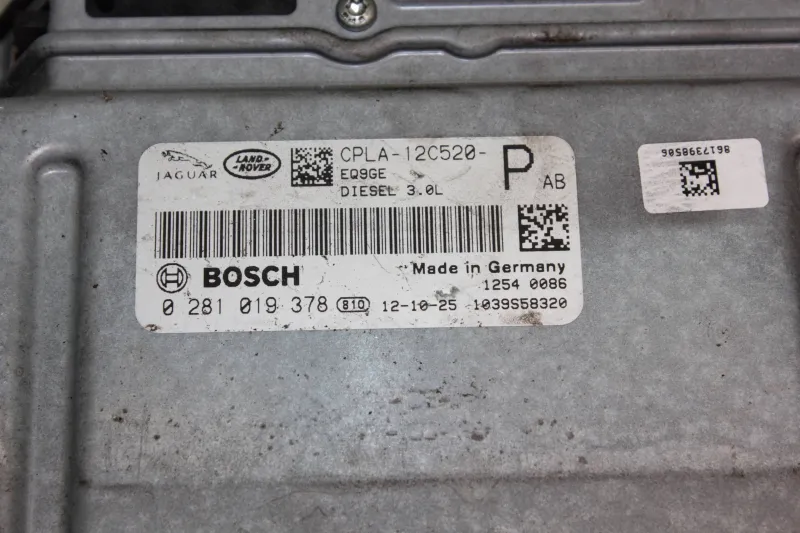 JAGUAR
LAND-
-ROVER
CPLA-12C520- P AB
EQ9GE
DIESEL 3.0L
BOSCH
Made in Germany
1254 0086
0 281 019 378 810 12-10-25 1039S58320
8617398506